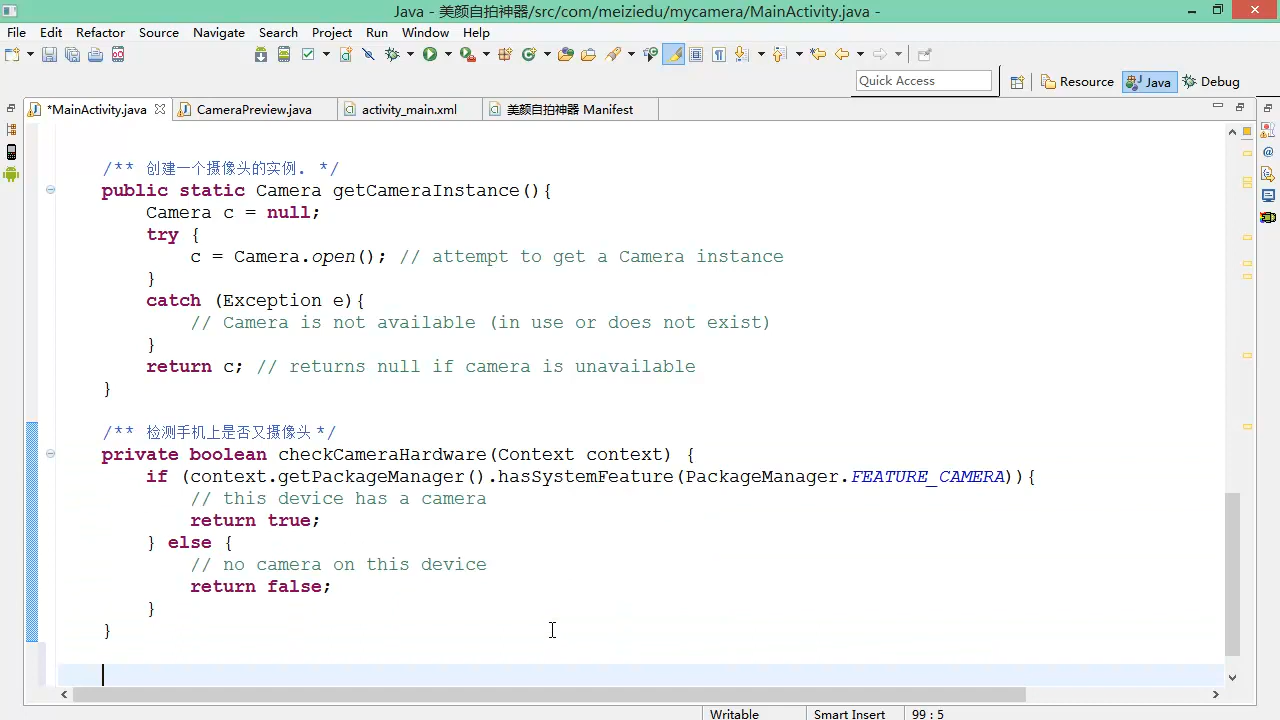 Java - 美颜自拍神器/src/com/meiziedu/mycamera/MainActivity.java -
File Edit Refactor Source Navigate Search Project Run Window Help
Quick Access
Resource Java Debug
*MainActivity.java CameraPreview.java activity_main.xml 美颜自拍神器 Manifest
/** 创建一个摄像头的实例. */
public static Camera getCameraInstance(){
Camera c = null;
try {
c = Camera.open(); // attempt to get a Camera instance
}
catch (Exception e){
// Camera is not available (in use or does not exist)
}
return c; // returns null if camera is unavailable
}
/** 检测手机上是否又摄像头 */
private boolean checkCameraHardware(Context context) {
if (context.getPackageManager().hasSystemFeature(PackageManager.FEATURE_CAMERA)){
// this device has a camera
return true;
} else {
// no camera on this device
return false;
}
}
Writable Smart Insert 99 : 5